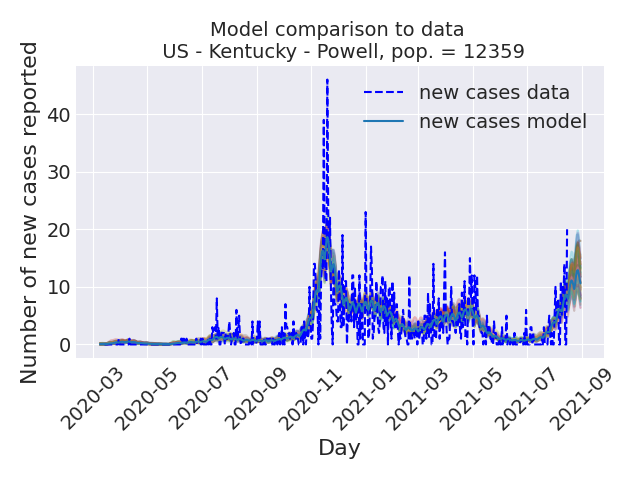 Model comparison to data
US - Kentucky - Powell, pop. = 12359
Number of new cases reported
40
30
20
10
0
new cases data
new cases model
2020-03
2020-05
2020-07
2020-09
2020-11
2021-01
2021-03
2021-05
2021-07
2021-09
Day